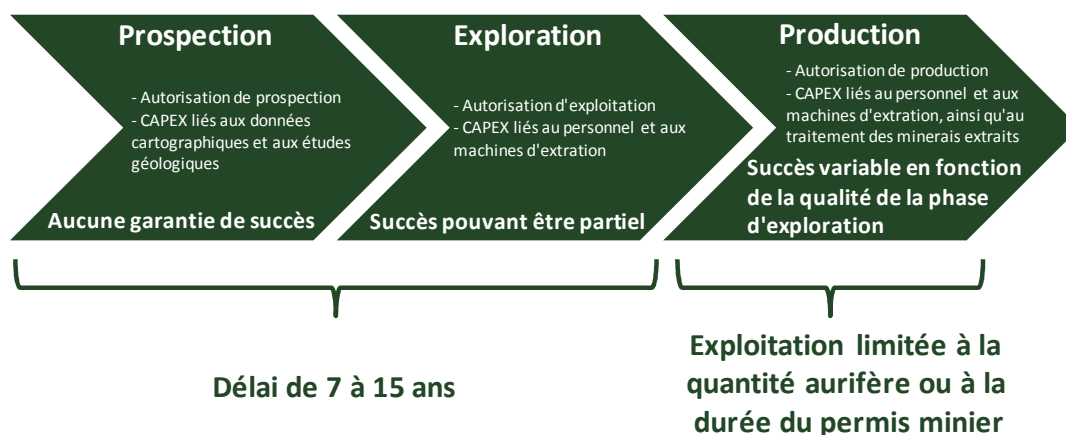 Prospection
- Autorisation de prospection
- CAPEX liés aux données
cartographiques et aux études
géologiques
Aucune garantie de succès
Exploration
- Autorisation d'exploitation
- CAPEX liés au personnel et aux
machines d'extration
Succès pouvant être partiel
Production
- Autorisation de production
- CAPEX liés au personnel et aux
machines d'extration, ainsi qu'au
traitement des minerais extraits
Succès variable en fonction
de la qualité de la phase
d'exploration
Délai de 7 à 15 ans
Exploitation limitée à la
quantité aurifère ou à la
durée du permis minier